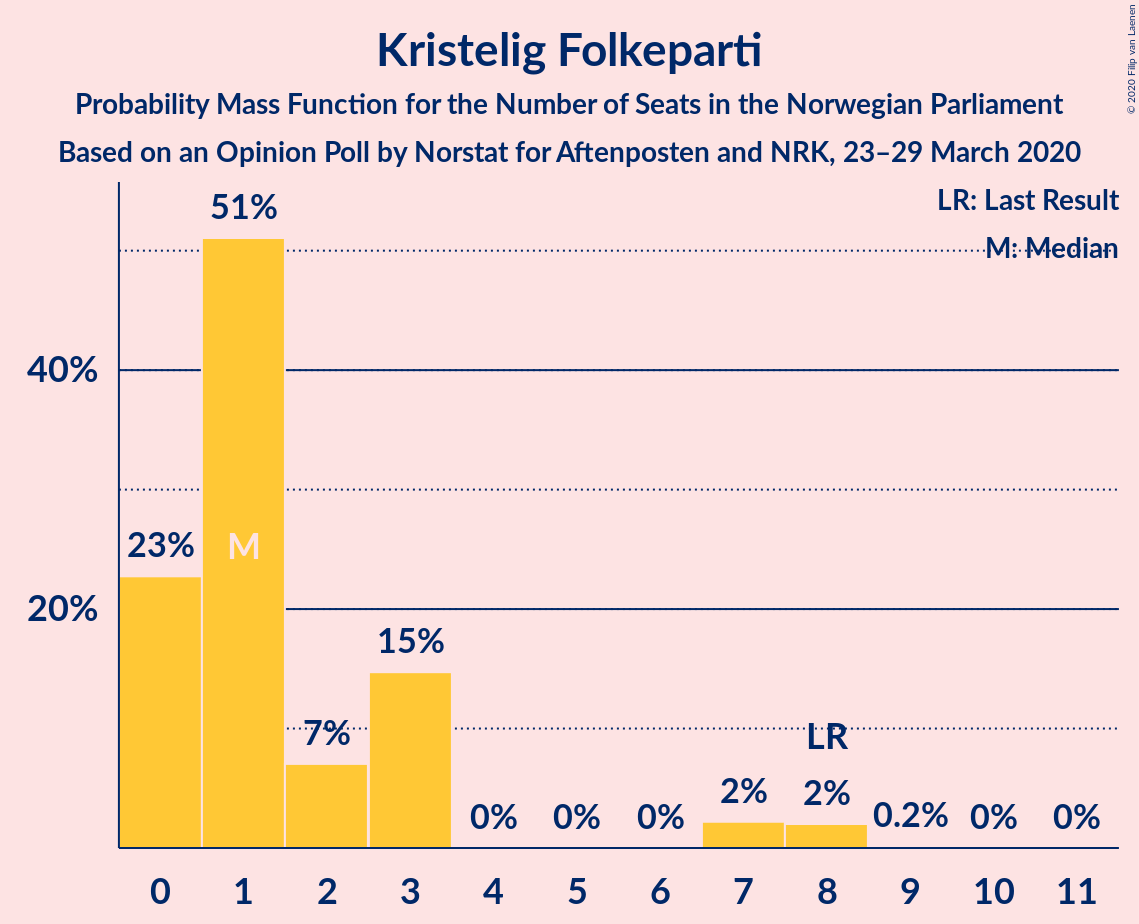 © 2020 Filip van Laenen
Kristelig Folkeparti
Probability Mass Function for the Number of Seats in the Norwegian Parliament
Based on an Opinion Poll by Norstat for Aftenposten and NRK, 23–29 March 2020
LR: Last Result
M: Median
51%
40%
23%
M
20%
15%
7%
LR
2%
2%
0%
0%
0%
0.2%
0%
0%
0 1 2 3 4 5 6 7 8 9 10 11